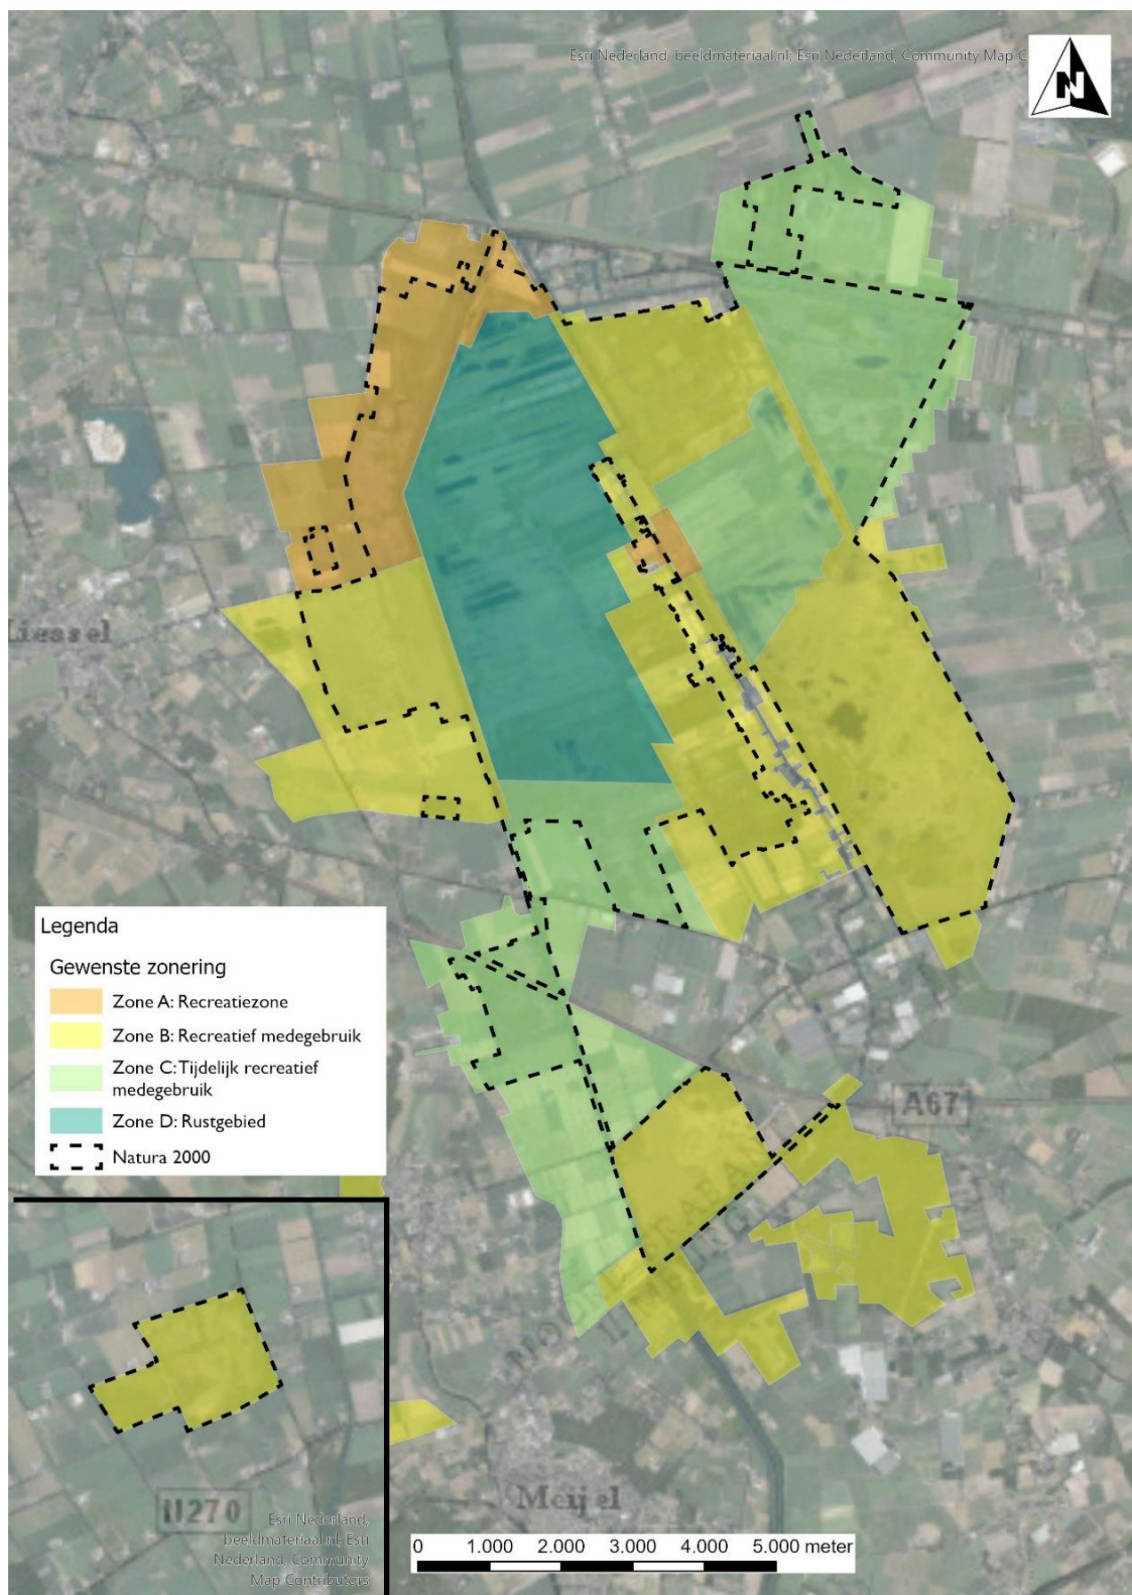 Esri Nederland, beeldmateriaal.nl; Esri Nederland, Community Map C
N
Liessel
Legenda
Gewenste zonering
Zone A: Recreatiezone
Zone B: Recreatief medegebruik
Zone C: Tijdelijk recreatief
medegebruik
Zone D: Rustgebied
Natura 2000
A67
N270
Esri Nederland,
beeldmateriaal.nl, Esri
Nederland, Community
Map Contributors
Meijel
0 1.000 2.000 3.000 4.000 5.000 meter